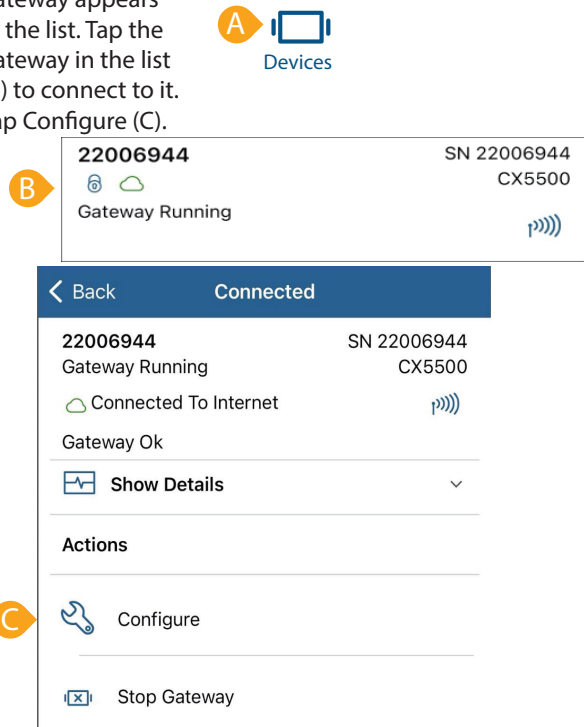 ateway appears
the list. Tap the
ateway in the list
) to connect to it.
ap Configure (C).
A
Devices
B
22006944
SN 22006944
CX5500
Gateway Running
Back
Connected
22006944
SN 22006944
Gateway Running
CX5500
Connected To Internet
Gateway Ok
Show Details
Actions
C
Configure
Stop Gateway